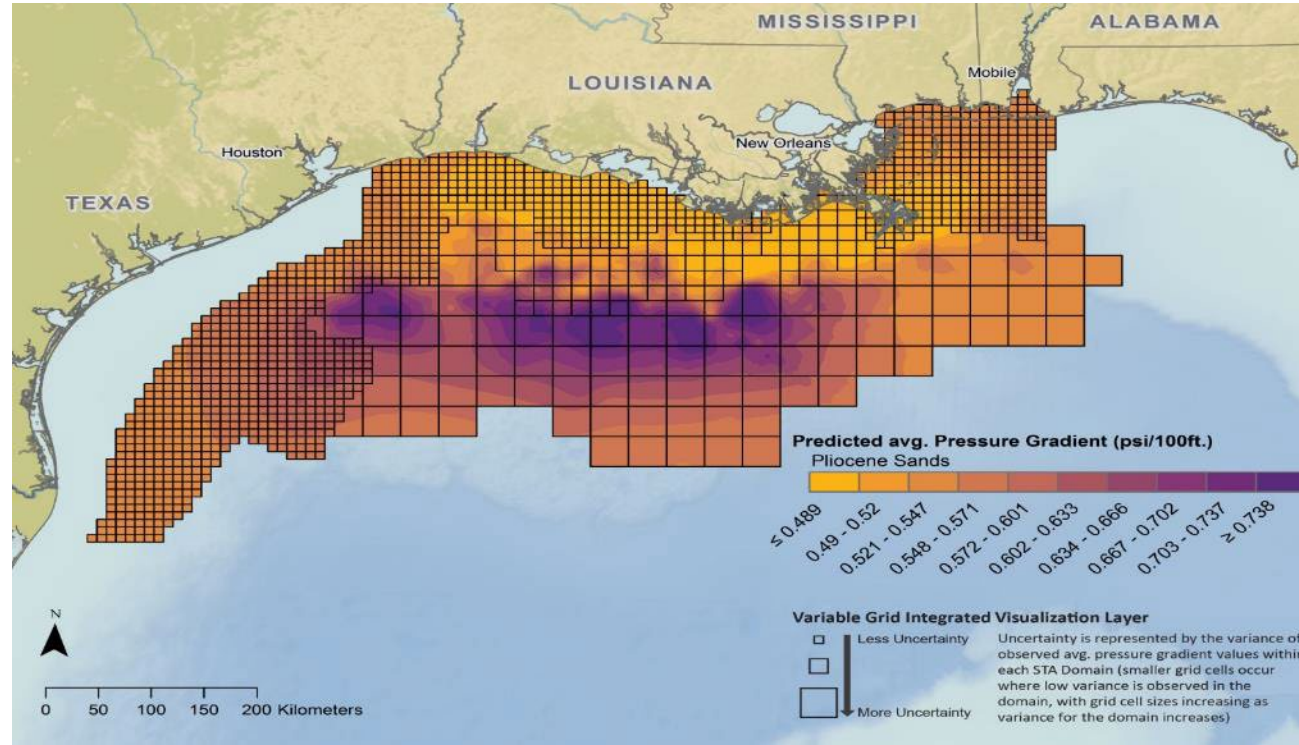 MISSISSIPPI
ALABAMA
Mobile
LOUISIANA
New Orleans
Houston
TEXAS
Predicted avg. Pressure Gradient (psi/100ft.)
Pliocene Sands
≤ 0.489
0.49 - 0.52
0.521 - 0.547
0.548 - 0.571
0.572 - 0.601
0.602 - 0.633
0.634 - 0.666
0.667 - 0.702
0.703 - 0.737
≥ 0.738
Variable Grid Integrated Visualization Layer
Less Uncertainty
More Uncertainty
Uncertainty is represented by the variance of
observed avg. pressure gradient values within
each STA Domain (smaller grid cells occur
where low variance is observed in the
domain, with grid cell sizes increasing as
variance for the domain increases)
N
0 50 100 150 200 Kilometers